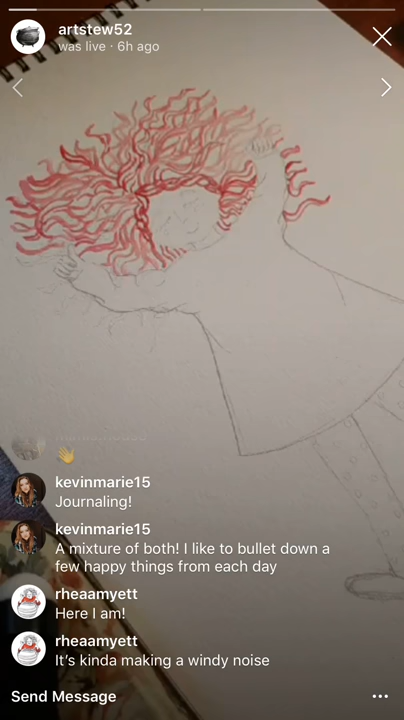 artstew52
was live · 6h ago
👋
kevinmarie15
Journaling!
kevinmarie15
A mixture of both! I like to bullet down a
few happy things from each day
rheaamyett
Here I am!
rheaamyett
It's kinda making a windy noise
Send Message